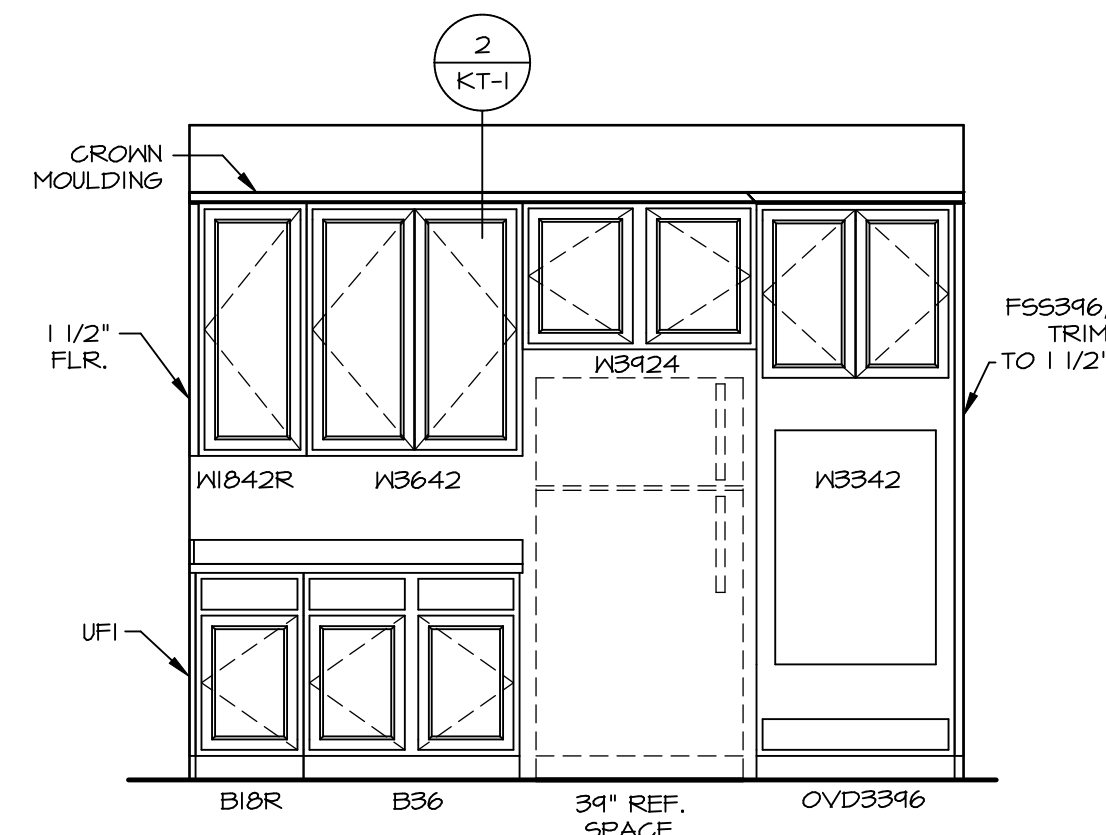 2
KT-1
CROWN
MOULDING
1 1/2"
FLR.
FSS396,
TRIM
TO 1 1/2"
W3924
W1842R
W3642
W3342
UF1
B18R
B36
39" REF.
SPACE
OVD3396